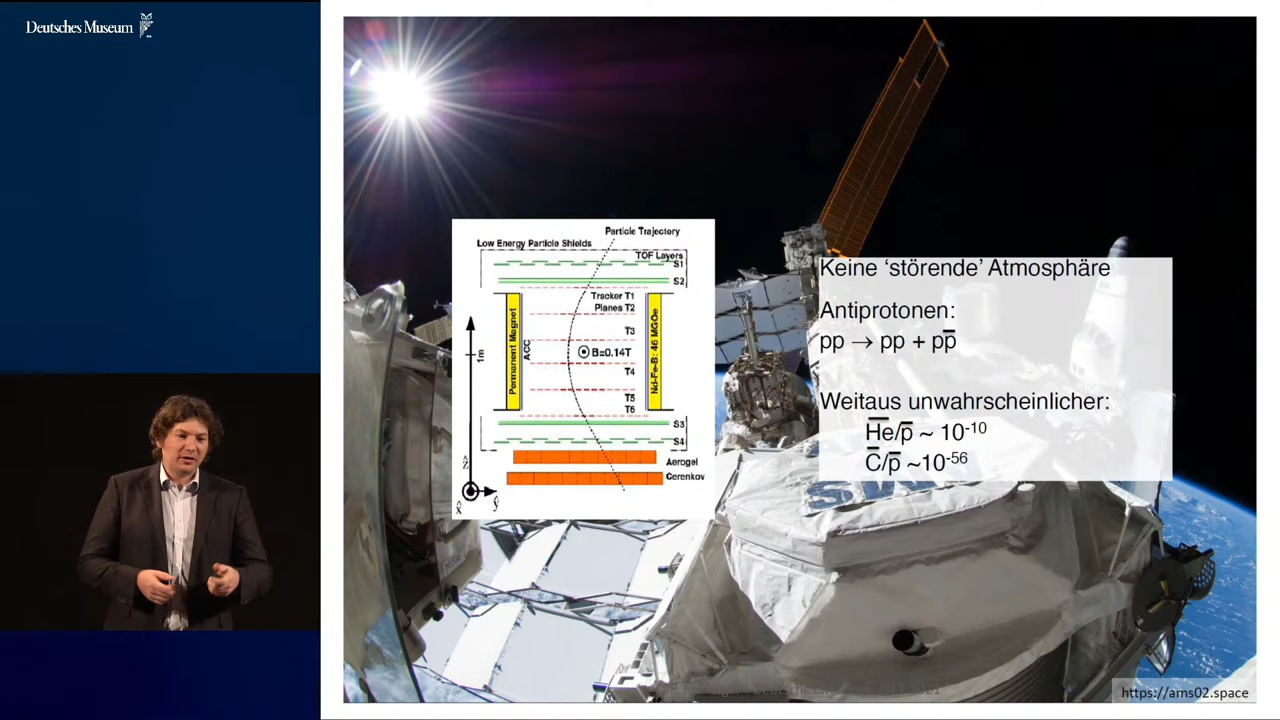 Deutsches Museum
Particle Trajectory
Low Energy Particle Shields
TOF Layers
S1
S2
Tracker T1
Planes T2
T3
B=0.14T
T4
T5
T6
S3
S4
Permanent Magnet
ACC
Nd-Fe-B: 46 MGOe
1m
Aerogel
Cerenkov
ẑ
x̂
ŷ
Keine ‘störende’ Atmosphäre
Antiprotonen:
pp → pp + pp̅
Weitaus unwahrscheinlicher:
H̅e̅/p̅ ~ 10⁻¹⁰
C̅/p̅ ~10⁻⁵⁶
https://ams02.space